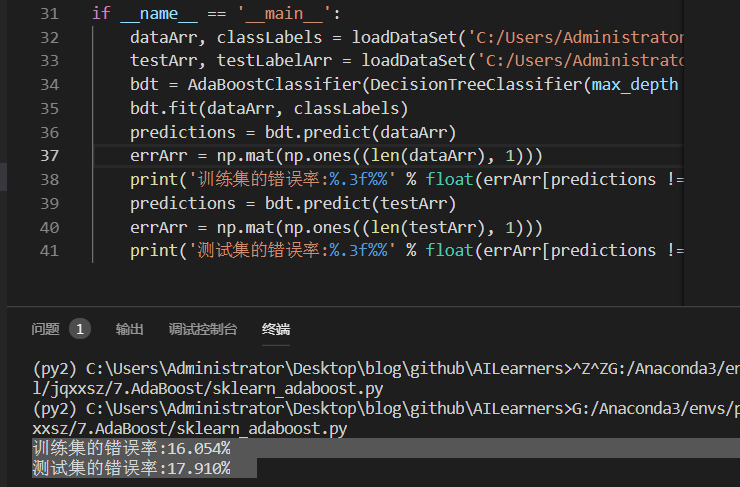 31 if __name__ == '__main__':
32 dataArr, classLabels = loadDataSet('C:/Users/Administrator
33 testArr, testLabelArr = loadDataSet('C:/Users/Administrato
34 bdt = AdaBoostClassifier(DecisionTreeClassifier(max_depth
35 bdt.fit(dataArr, classLabels)
36 predictions = bdt.predict(dataArr)
37 errArr = np.mat(np.ones((len(dataArr), 1)))
38 print('训练集的错误率:%.3f%%' % float(errArr[predictions !=
39 predictions = bdt.predict(testArr)
40 errArr = np.mat(np.ones((len(testArr), 1)))
41 print('测试集的错误率:%.3f%%' % float(errArr[predictions !=
问题 1 输出 调试控制台 终端
(py2) C:\Users\Administrator\Desktop\blog\github\AILearners>^Z^ZG:/Anaconda3/en
l/jqxxsz/7.AdaBoost/sklearn_adaboost.py
(py2) C:\Users\Administrator\Desktop\blog\github\AILearners>G:/Anaconda3/envs/p
xxsz/7.AdaBoost/sklearn_adaboost.py
训练集的错误率:16.054%
测试集的错误率:17.910%